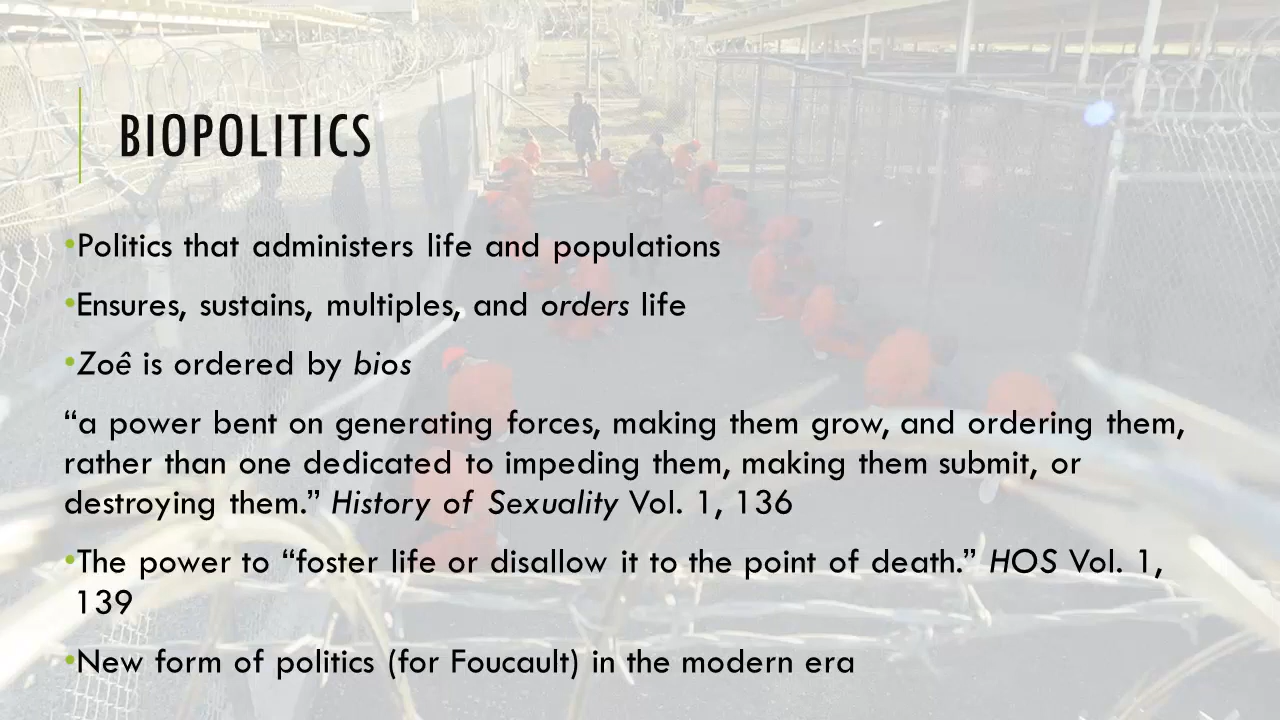 BIOPOLITICS
•Politics that administers life and populations
•Ensures, sustains, multiples, and orders life
•Zoê is ordered by bios
“a power bent on generating forces, making them grow, and ordering them,
rather than one dedicated to impeding them, making them submit, or
destroying them.” History of Sexuality Vol. 1, 136
•The power to “foster life or disallow it to the point of death.” HOS Vol. 1,
139
•New form of politics (for Foucault) in the modern era